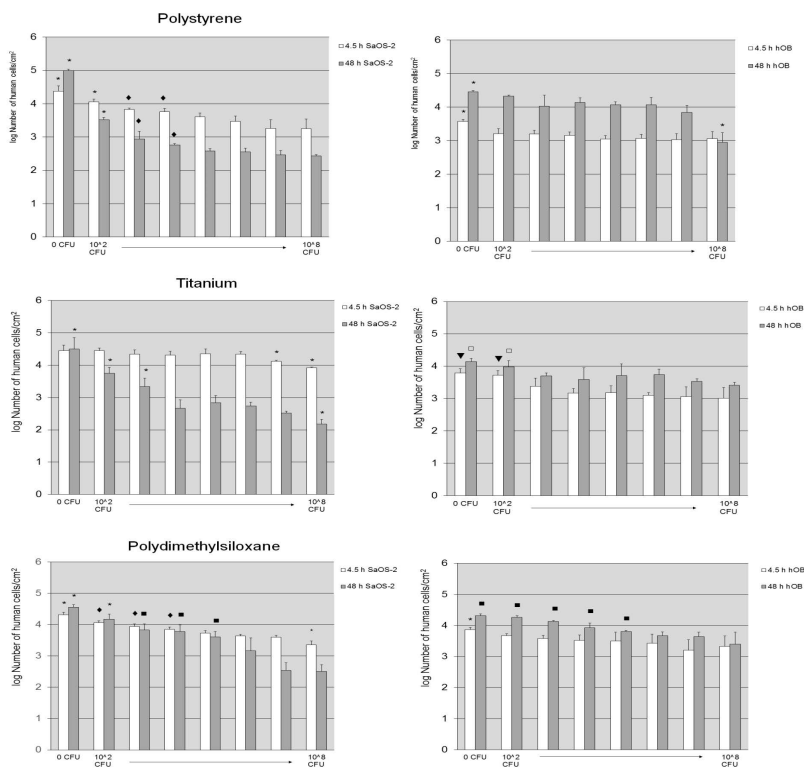 Polystyrene
log Number of human cells/cm²
6
5
4
3
2
1
0
0 CFU
10^2
CFU
10^8
CFU
4.5 h SaOS-2
48 h SaOS-2
log Number of human cells/cm²
6
5
4
3
2
1
0
0 CFU
10^2
CFU
10^8
CFU
4.5 h hOB
48 h hOB
Titanium
log Number of human cells/cm²
6
5
4
3
2
1
0
0 CFU
10^2
CFU
10^8
CFU
4.5 h SaOS-2
48 h SaOS-2
log Number of human cells/cm²
6
5
4
3
2
1
0
0 CFU
10^2
CFU
10^8
CFU
4.5 h hOB
48 h hOB
Polydimethylsiloxane
log Number of human cells/cm²
6
5
4
3
2
1
0
0 CFU
10^2
CFU
10^8
CFU
4.5 h SaOS-2
48 h SaOS-2
log Number of human cells/cm²
6
5
4
3
2
1
0
0 CFU
10^2
CFU
10^8
CFU
4.5 h hOB
48 h hOB